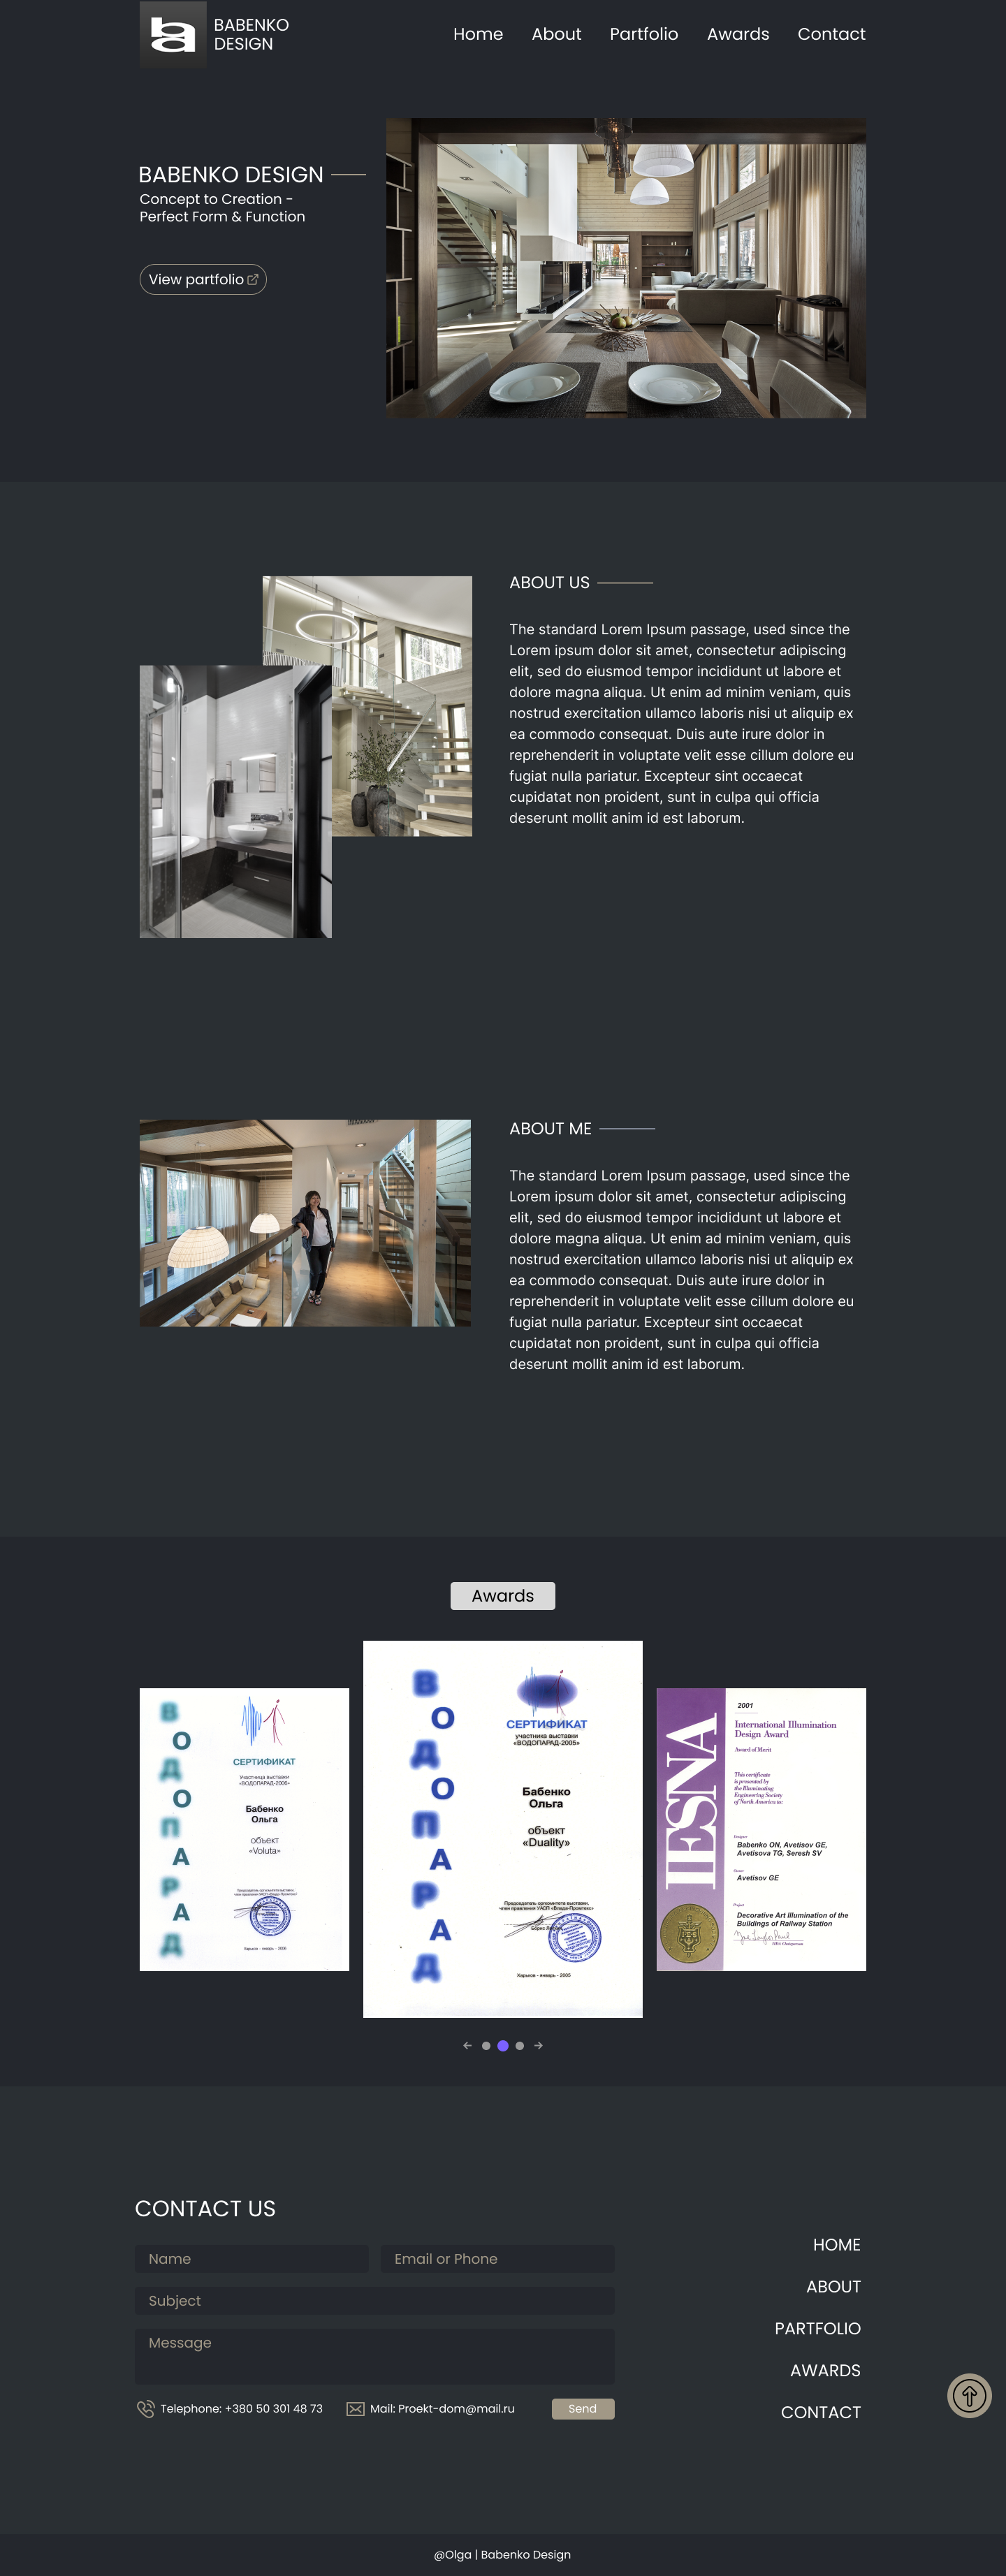 BABENKO
DESIGN
Home About Portfolio Awards Contact
BABENKO DESIGN
Concept to Creation -
Perfect Form & Function
View partfolio
ABOUT US
The standard Lorem Ipsum passage, used since the
Lorem ipsum dolor sit amet, consectetur adipiscing
elit, sed do eiusmod tempor incididunt ut labore et
dolore magna aliqua. Ut enim ad minim veniam, quis
nostrud exercitation ullamco laboris nisi ut aliquip ex
ea commodo consequat. Duis aute irure dolor in
reprehenderit in voluptate velit esse cillum dolore eu
fugiat nulla pariatur. Excepteur sint occaecat
cupidatat non proident, sunt in culpa qui officia
deserunt mollit anim id est laborum.
ABOUT ME
The standard Lorem Ipsum passage, used since the
Lorem ipsum dolor sit amet, consectetur adipiscing
elit, sed do eiusmod tempor incididunt ut labore et
dolore magna aliqua. Ut enim ad minim veniam, quis
nostrud exercitation ullamco laboris nisi ut aliquip ex
ea commodo consequat. Duis aute irure dolor in
reprehenderit in voluptate velit esse cillum dolore eu
fugiat nulla pariatur. Excepteur sint occaecat
cupidatat non proident, sunt in culpa qui officia
deserunt mollit anim id est laborum.
Awards
ВОДОПАРАД
СЕРТИФИКАТ
Участница выставки
«ВОДОПАРАД-2006»
Бабенко
Ольга
объект
«Voluta»
Председатель оргкомитета выставки,
член правления УАОП «Влада-Промтекс»
Харьков - январь - 2006
ВОДОПАРАД
СЕРТИФИКАТ
участника выставки
«ВОДОПАРАД-2005»
Бабенко
Ольга
объект
«Duality»
Председатель оргкомитета выставки,
член правления УАОП «Влада-Промтекс»
Харьков - январь - 2005
IESNA
2001
International Illumination
Design Award
Award of Merit
This certificate
is presented by
the Illuminating
Engineering Society
of North America to:
Designer
Babenko ON, Avetisov GE,
Avetisova TG, Seresh SV
Owner
Avetisov GE
Project
Decorative Art Illumination of the
Buildings of Railway Station
CONTACT US
Name
Email or Phone
Subject
Message
Telephone: +380 50 301 48 73
Mail: Proekt-dom@mail.ru
Send
HOME
ABOUT
PARTFOLIO
AWARDS
CONTACT
@Olga | Babenko Design